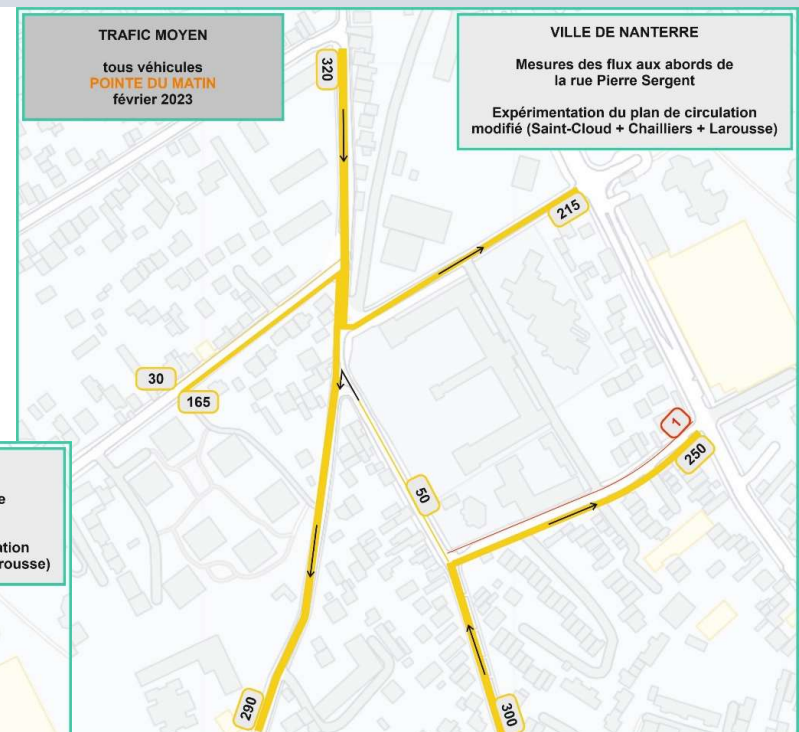 TRAFIC MOYEN
tous véhicules
POINTE DU MATIN
février 2023
VILLE DE NANTERRE
Mesures des flux aux abords de
la rue Pierre Sergent
Expérimentation du plan de circulation
modifié (Saint-Cloud + Chailliers + Larousse)
320
215
30
165
1
250
50
290
300